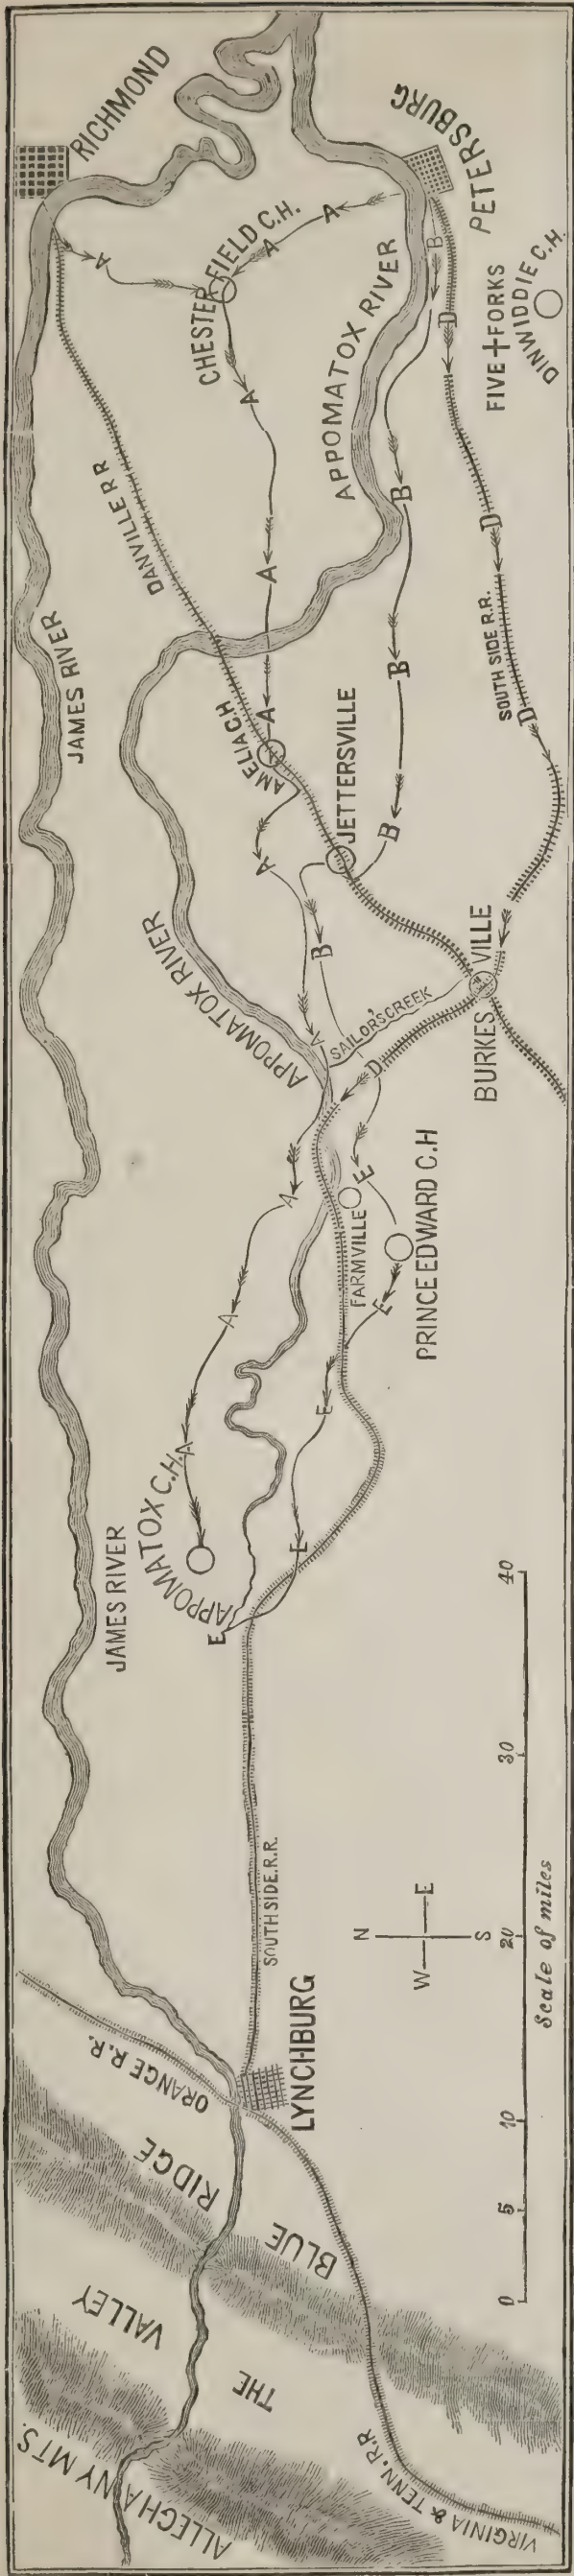 RICHMOND
PETERSBURG
CHESTERFIELD C.H.
APPOMATOX RIVER
FIVE FORKS
DINWIDDIE C.H.
DANVILLE R R
JAMES RIVER
SOUTH SIDE R.R.
AMELIA C H
JETTERSVILLE
APPOMATOX RIVER
SAILOR'S CREEK
BURKES VILLE
FARMVILLE
PRINCE EDWARD C.H
APPOMATOX C.H.
JAMES RIVER
SOUTH SIDE. R.R.
ORANGE R.R.
LYNCHBURG
BLUE RIDGE
THE VALLEY
ALLEGHANY MTS.
VIRGINIA & TENN. R.R
A
A
A
A
A
A
A
A
A
A
A
B
B
B
B
B
D
D
D
D
D
E
E
E
E
E
N
W E
S
0 5 10 20 30 40
Scale of miles